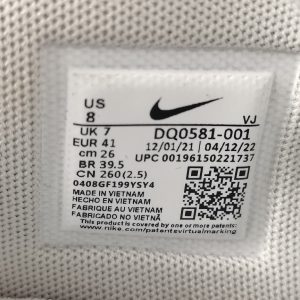 US
8
VJ
UK 7
DQ0581-001
EUR 41
12/01/21 | 04/12/22
cm 26
UPC 00196150221737
BR 39.5
CN 260(2.5)
0408GF199YSY4
MADE IN VIETNAM
HECHO EN VIETNAM
FABRIQUE AU VIETNAM
FABRICADO NO VIETNÃ
www.nike.com/patentsvirtualmarking